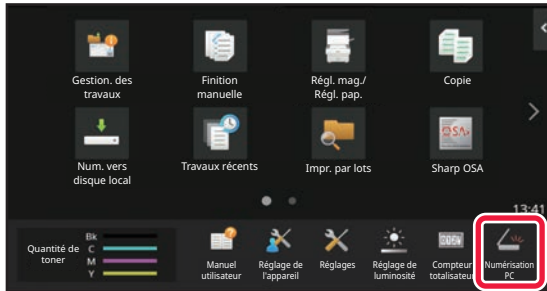 Gestion. des
travaux
Finition
manuelle
Régl. mag./
Régl. pap.
Copie
Num. vers
disque local
Travaux récents
Impr. par lots
OSA
Sharp OSA
13:41
Quantité de
toner
Bk
C
M
Y
Manuel
utilisateur
Réglage de
l'appareil
Réglages
Réglage de
luminosité
Compteur
totalisateur
Numérisation
PC